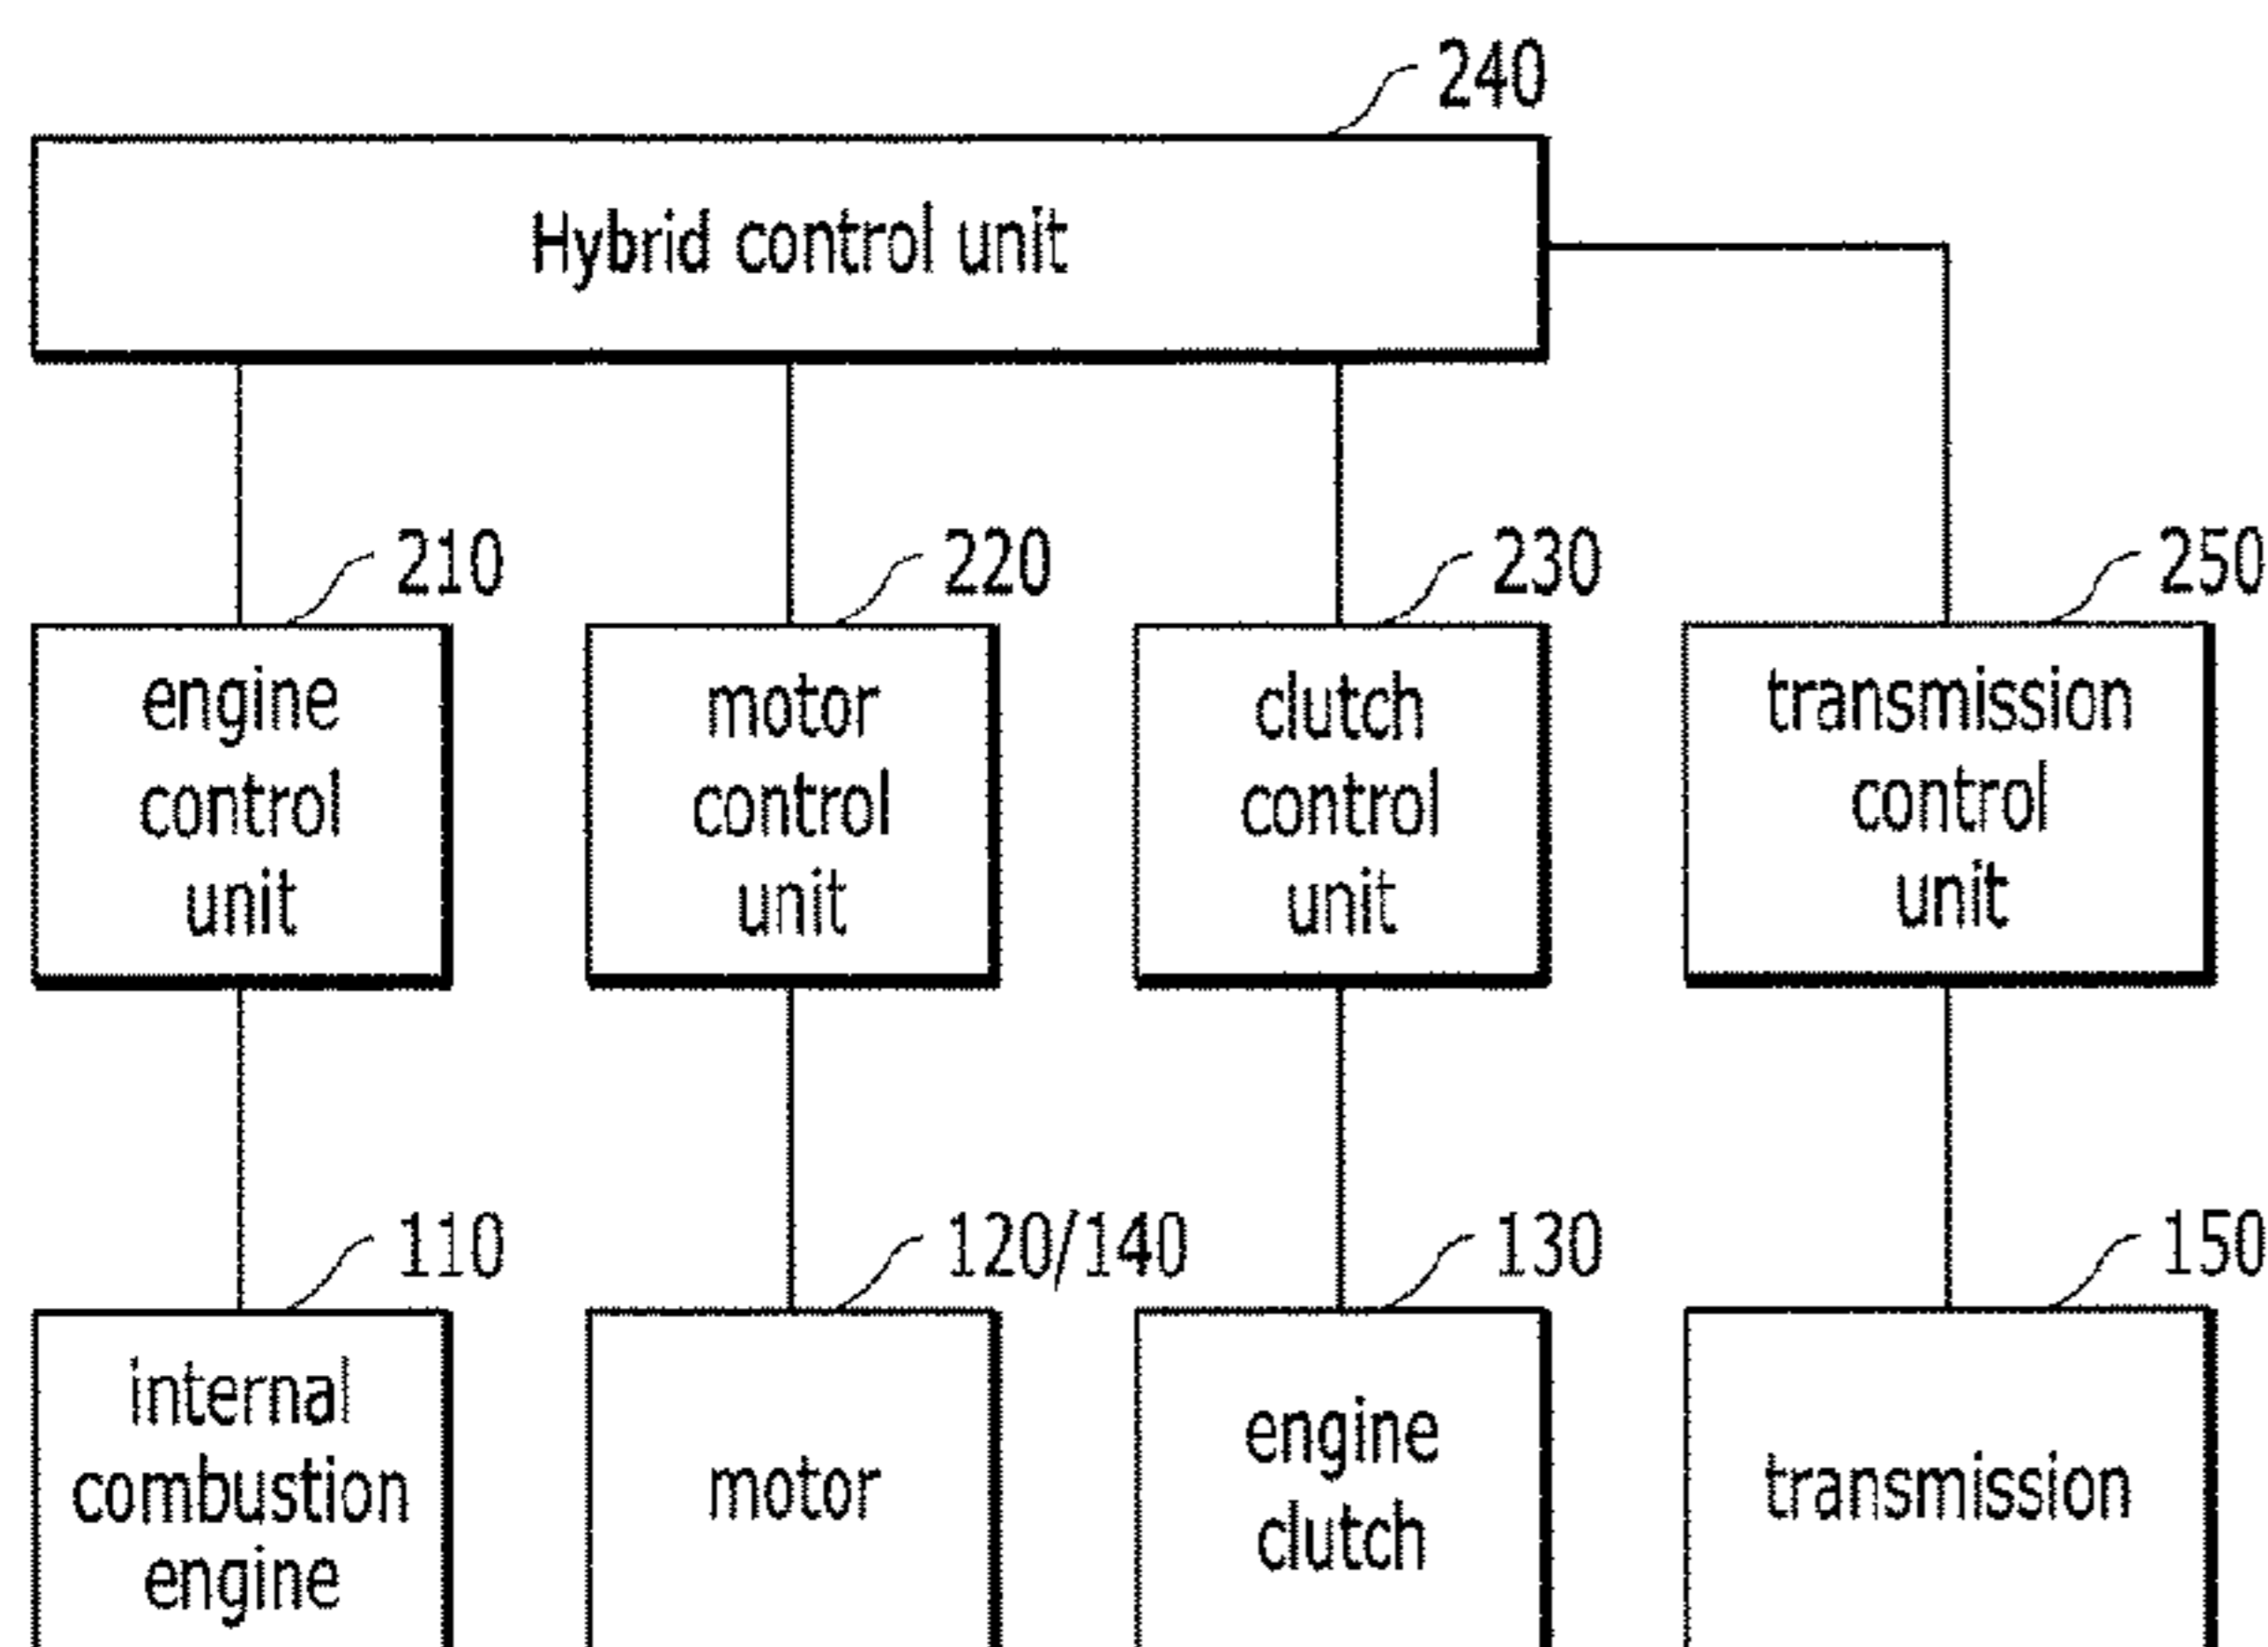 240
Hybrid control unit
210
220
230
250
engine
control
unit
motor
control
unit
clutch
control
unit
transmission
control
unit
110
120/140
130
150
internal
combustion
engine
motor
engine
clutch
transmission